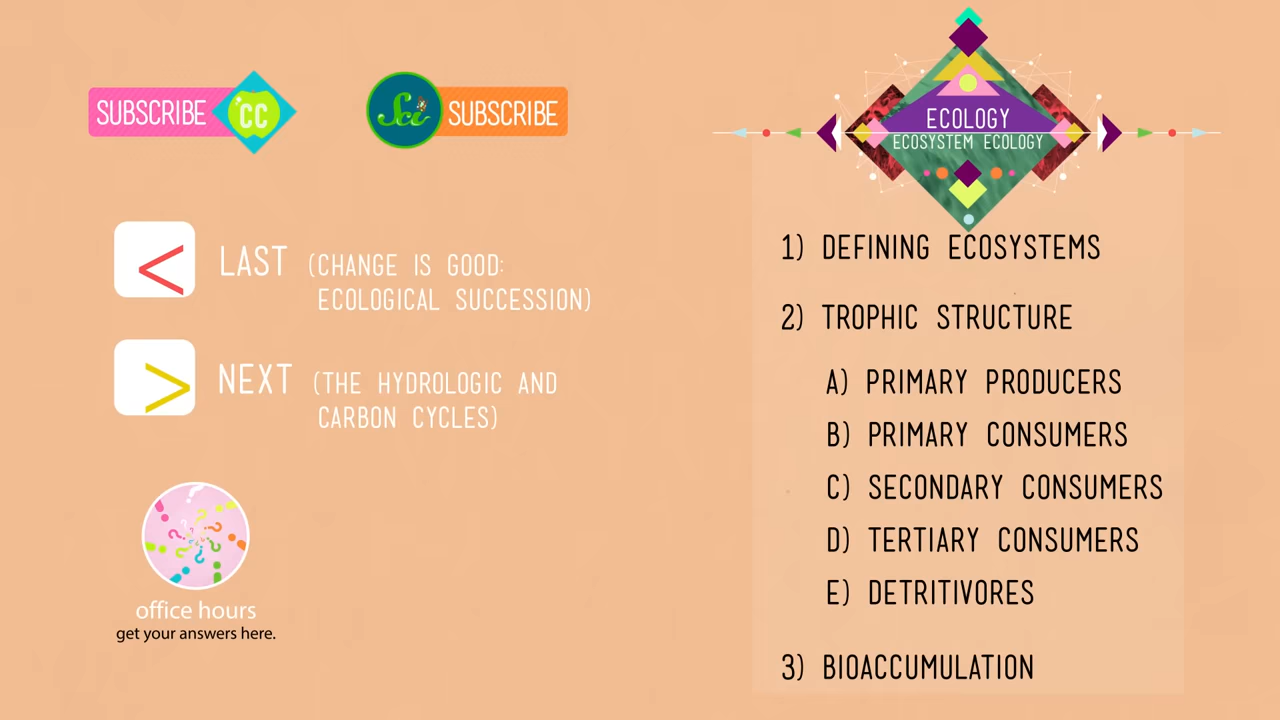 SUBSCRIBE CC
Sci SUBSCRIBE
LAST (CHANGE IS GOOD:
ECOLOGICAL SUCCESSION)
NEXT (THE HYDROLOGIC AND
CARBON CYCLES)
office hours
get your answers here.
ECOLOGY
ECOSYSTEM ECOLOGY
1) DEFINING ECOSYSTEMS
2) TROPHIC STRUCTURE
A) PRIMARY PRODUCERS
B) PRIMARY CONSUMERS
C) SECONDARY CONSUMERS
D) TERTIARY CONSUMERS
E) DETRITIVORES
3) BIOACCUMULATION